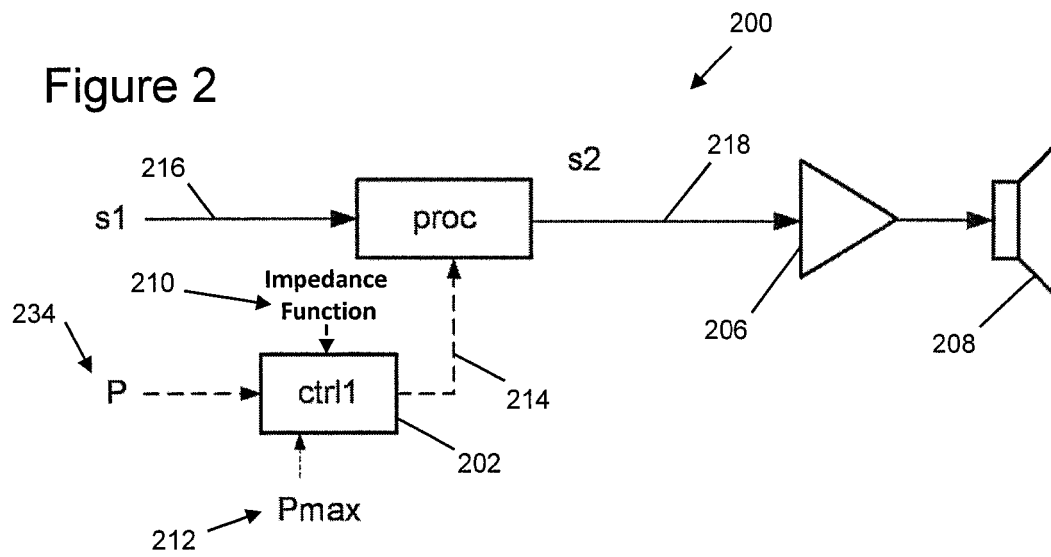 200
Figure 2
216
s2
218
s1
proc
210
Impedance
Function
234
206
208
P
ctrl1
214
202
Pmax
212